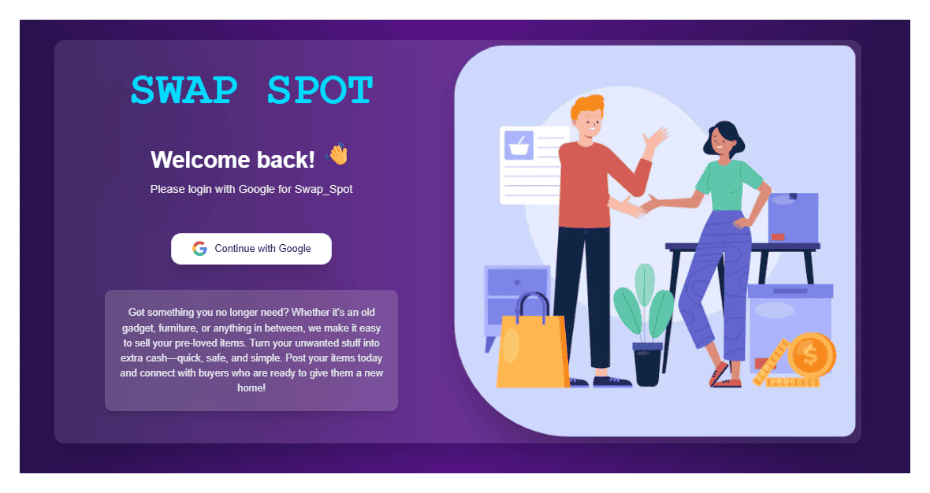 SWAP SPOT
Welcome back! 👋
Please login with Google for Swap_Spot
Continue with Google
Got something you no longer need? Whether it's an old
gadget, furniture, or anything in between, we make it easy
to sell your pre-loved items. Turn your unwanted stuff into
extra cash—quick, safe, and simple. Post your items today
and connect with buyers who are ready to give them a new
home!
$